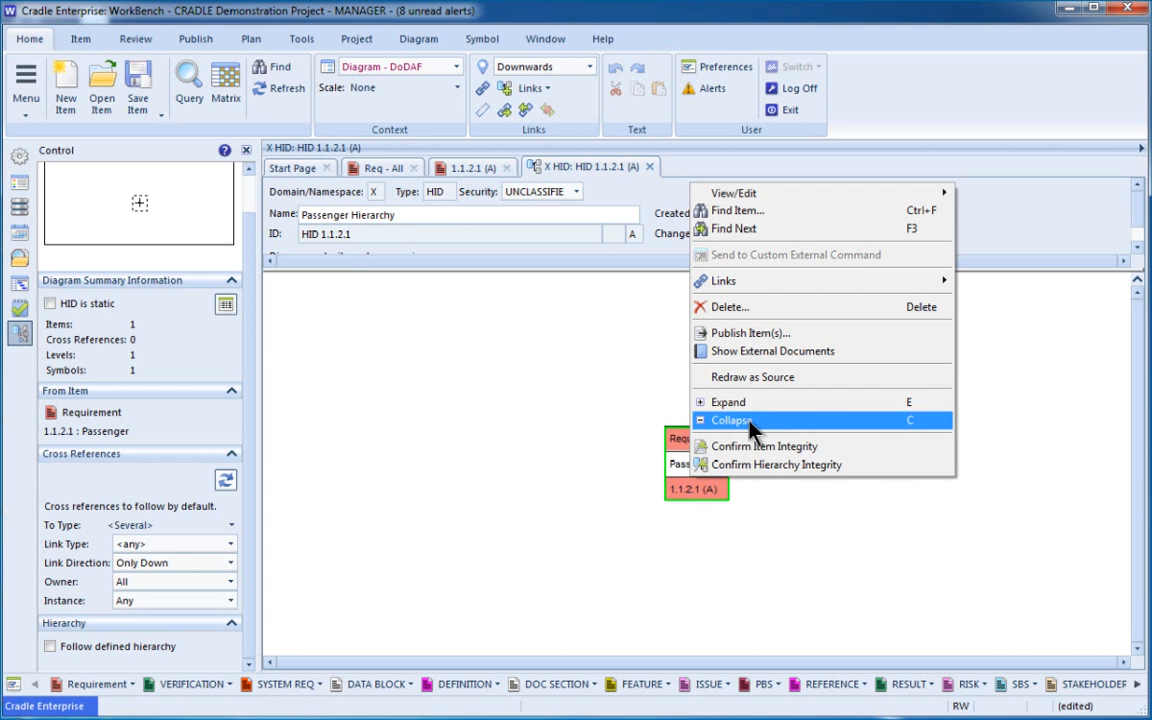 Cradle Enterprise: WorkBench - CRADLE Demonstration Project - MANAGER - (8 unread alerts)
Home Item Review Publish Plan Tools Project Diagram Symbol Window Help
Menu
New Item
Open Item
Save Item
Query
Matrix
Find
Refresh
Diagram - DoDAF
Scale: None
Context
Downwards
Links
Links
Text
Preferences
Alerts
Switch
Log Off
Exit
User
Control
X HID: HID 1.1.2.1 (A)
Start Page
Req - All
1.1.2.1 (A)
X HID: HID 1.1.2.1 (A)
Domain/Namespace: X Type: HID Security: UNCLASSIFIE
Name: Passenger Hierarchy Created
ID: HID 1.1.2.1 A Change
Diagram Summary Information
HID is static
Items: 1
Cross References: 0
Levels: 1
Symbols: 1
From Item
Requirement
1.1.2.1 : Passenger
Cross References
Cross references to follow by default.
To Type: <Several>
Link Type: <any>
Link Direction: Only Down
Owner: All
Instance: Any
Hierarchy
Follow defined hierarchy
View/Edit
Find Item... Ctrl+F
Find Next F3
Send to Custom External Command
Links
Delete... Delete
Publish Item(s)...
Show External Documents
Redraw as Source
Expand E
Collapse C
Confirm Item Integrity
Confirm Hierarchy Integrity
Requ
Pass
1.1.2.1 (A)
Requirement VERIFICATION SYSTEM REQ DATA BLOCK DEFINITION DOC SECTION FEATURE ISSUE PBS REFERENCE RESULT RISK SBS STAKEHOLDER
Cradle Enterprise RW (edited)